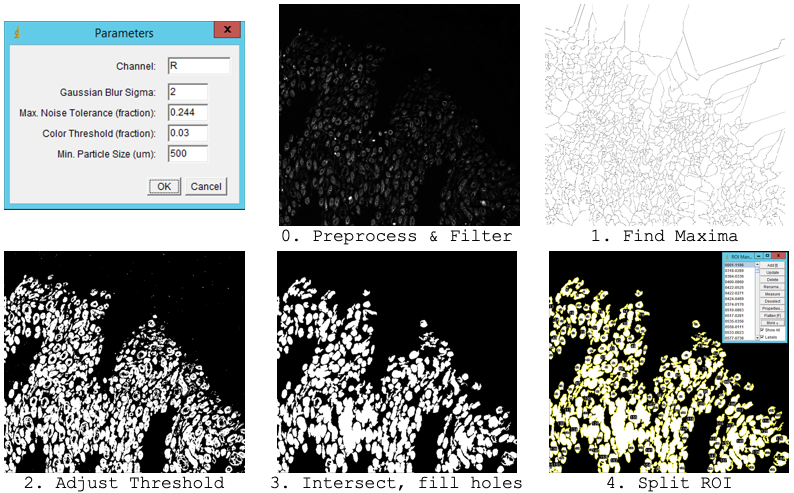 Parameters
Channel: R
Gaussian Blur Sigma: 2
Max. Noise Tolerance (fraction): 0.244
Color Threshold (fraction): 0.03
Min. Particle Size (um): 500
OK Cancel
0. Preprocess & Filter
1. Find Maxima
ROI Man...
Add [t]
Update
Delete
Rename...
Measure
Deselect
Properties...
Flatten [F]
More »
Show All
Labels
2. Adjust Threshold
3. Intersect, fill holes
4. Split ROI